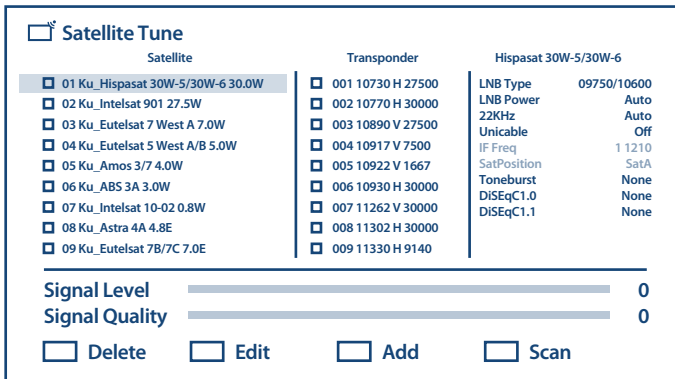 Satellite Tune
Satellite Transponder Hispasat 30W-5/30W-6
01 Ku_Hispasat 30W-5/30W-6 30.0W 001 10730 H 27500 LNB Type 09750/10600
02 Ku_Intelsat 901 27.5W 002 10770 H 30000 LNB Power Auto
03 Ku_Eutelsat 7 West A 7.0W 003 10890 V 27500 22KHz Auto
04 Ku_Eutelsat 5 West A/B 5.0W 004 10917 V 7500 Unicable Off
05 Ku_Amos 3/7 4.0W 005 10922 V 1667 IF Freq 1 1210
06 Ku_ABS 3A 3.0W 006 10930 H 30000 SatPosition SatA
07 Ku_Intelsat 10-02 0.8W 007 11262 V 30000 Toneburst None
08 Ku_Astra 4A 4.8E 008 11302 H 30000 DiSEqC1.0 None
09 Ku_Eutelsat 7B/7C 7.0E 009 11330 H 9140 DiSEqC1.1 None
Signal Level 0
Signal Quality 0
Delete Edit Add Scan